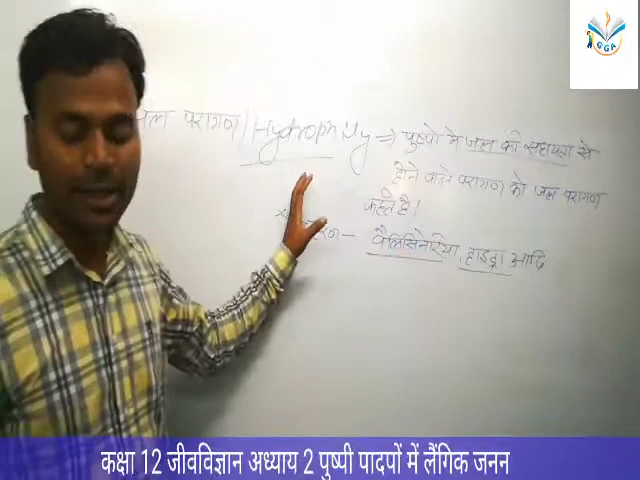 GGA
जल परागण / Hydrophily ⇒ पुष्पों में जल की सहायता से
होने वाले परागण को जल परागण
कहते है।
वैलिसिनेरिया, हाइड्रा आदि
कक्षा 12 जीवविज्ञान अध्याय 2 पुष्पी पादपों में लैंगिक जनन